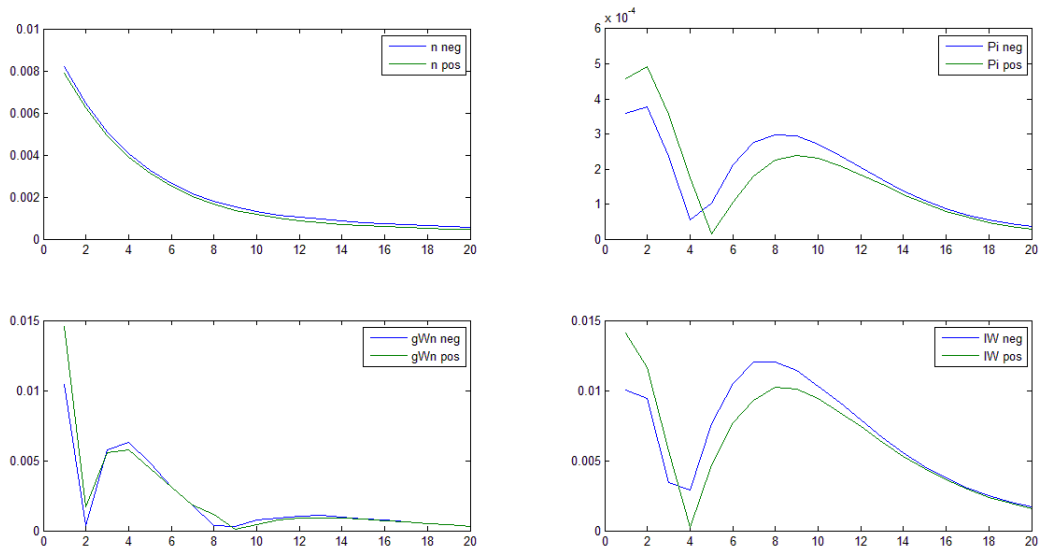 0.01
0.008
0.006
0.004
0.002
0
0 2 4 6 8 10 12 14 16 18 20
n neg
n pos
x 10⁻⁴
6
5
4
3
2
1
0
0 2 4 6 8 10 12 14 16 18 20
Pi neg
Pi pos
0.015
0.01
0.005
0
0 2 4 6 8 10 12 14 16 18 20
gWn neg
gWn pos
0.015
0.01
0.005
0
0 2 4 6 8 10 12 14 16 18 20
lW neg
lW pos